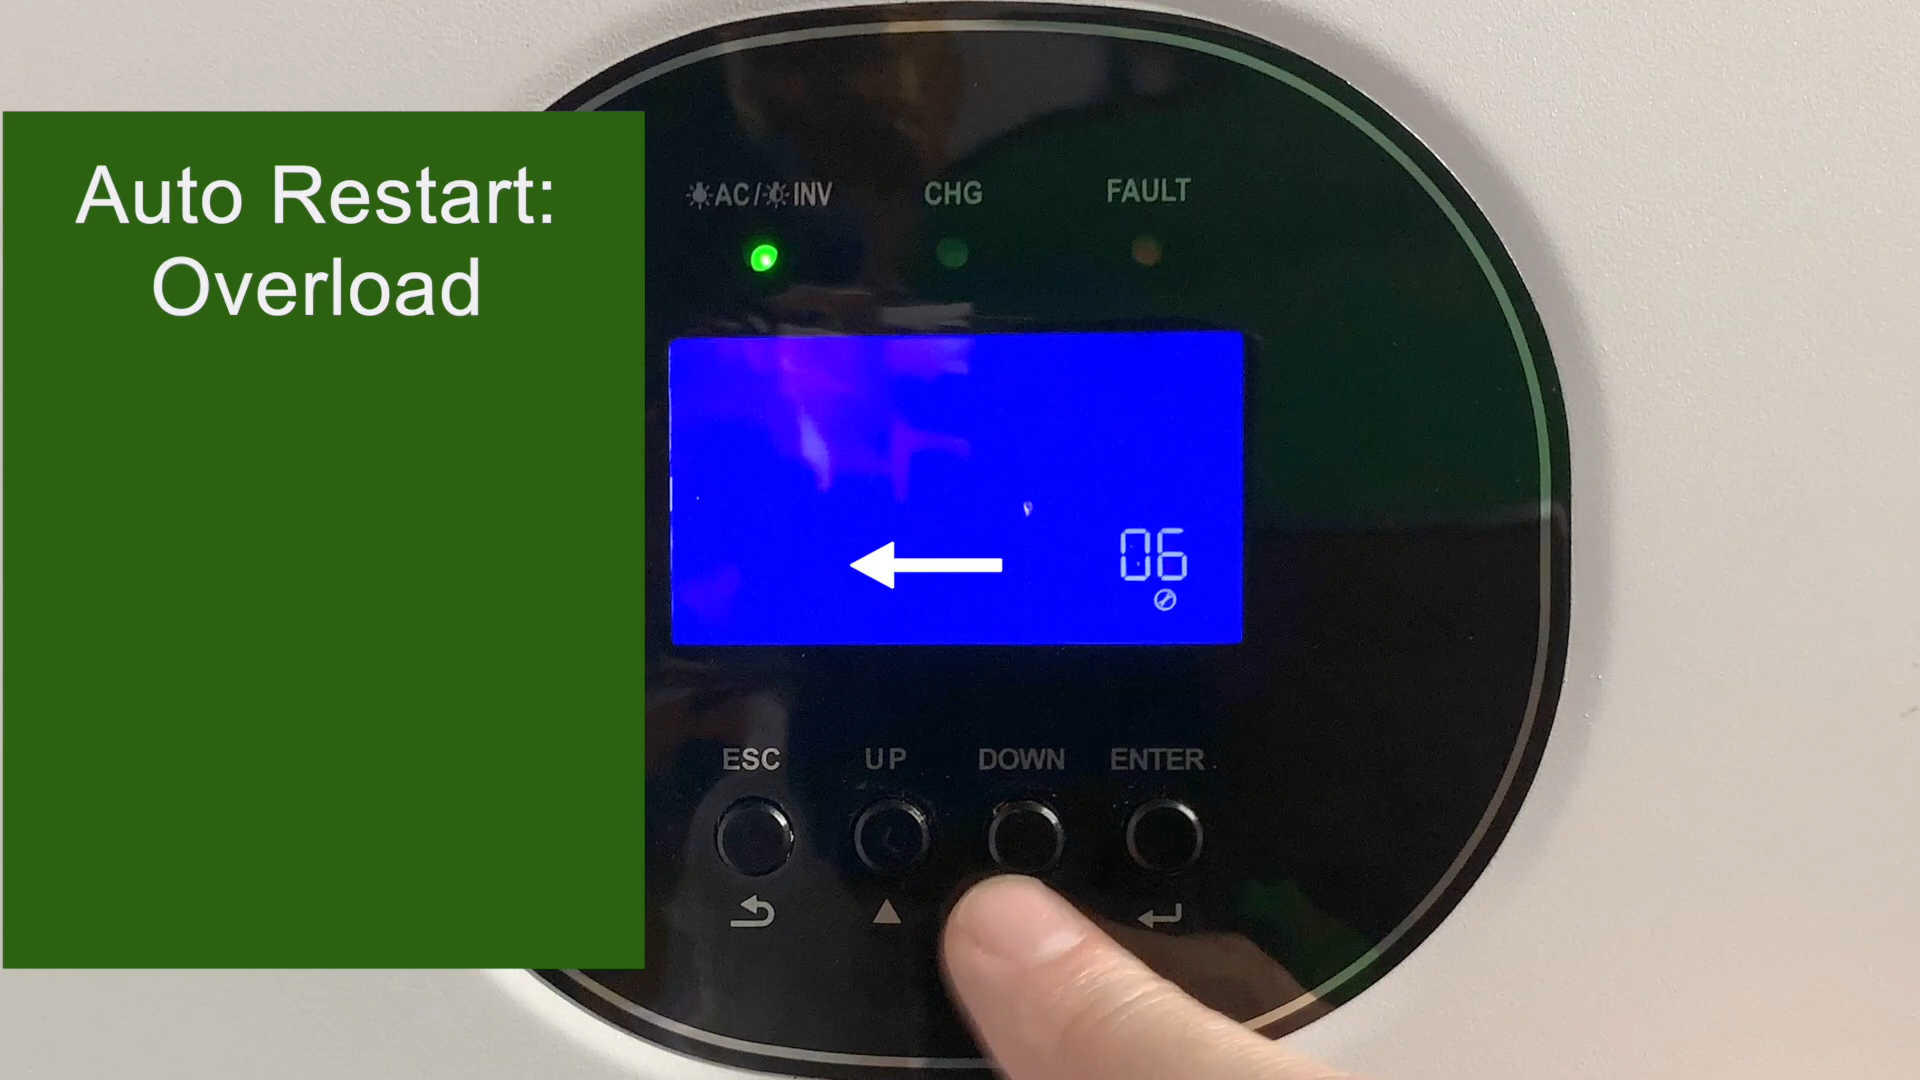 Auto Restart:
Overload
AC/ INV
CHG
FAULT
06
ESC
UP
DOWN
ENTER